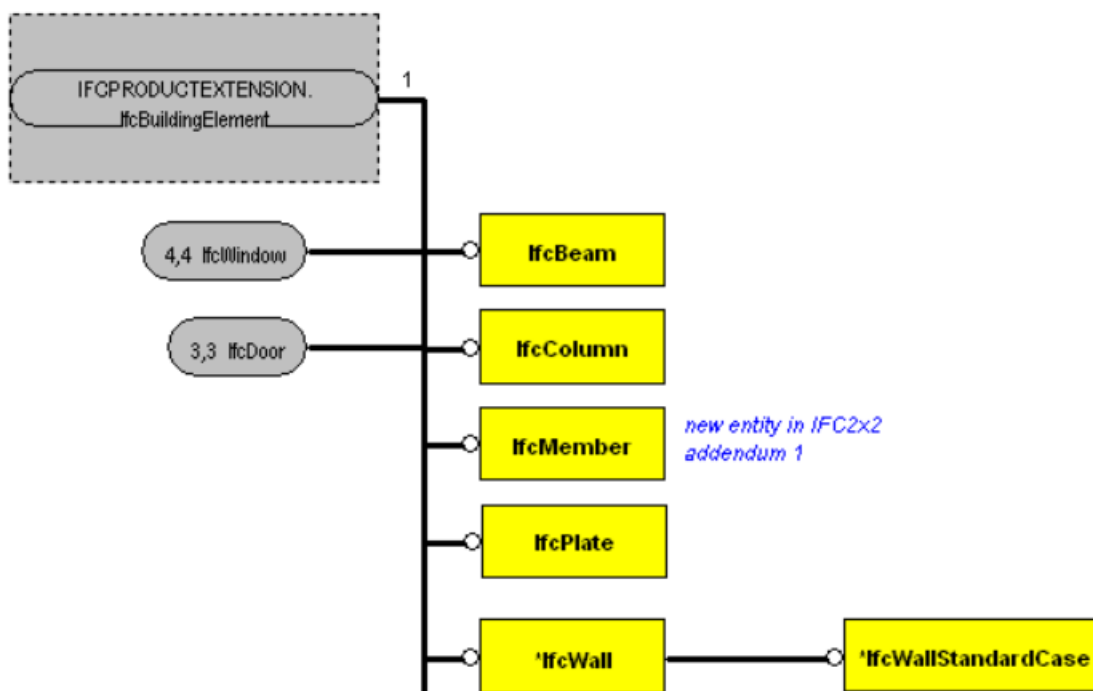 1
IFCPRODUCTEXTENSION.
IfcBuildingElement
4,4 IfcWindow
IfcBeam
3,3 IfcDoor
IfcColumn
IfcMember
new entity in IFC2x2
addendum 1
IfcPlate
*IfcWall
*IfcWallStandardCase